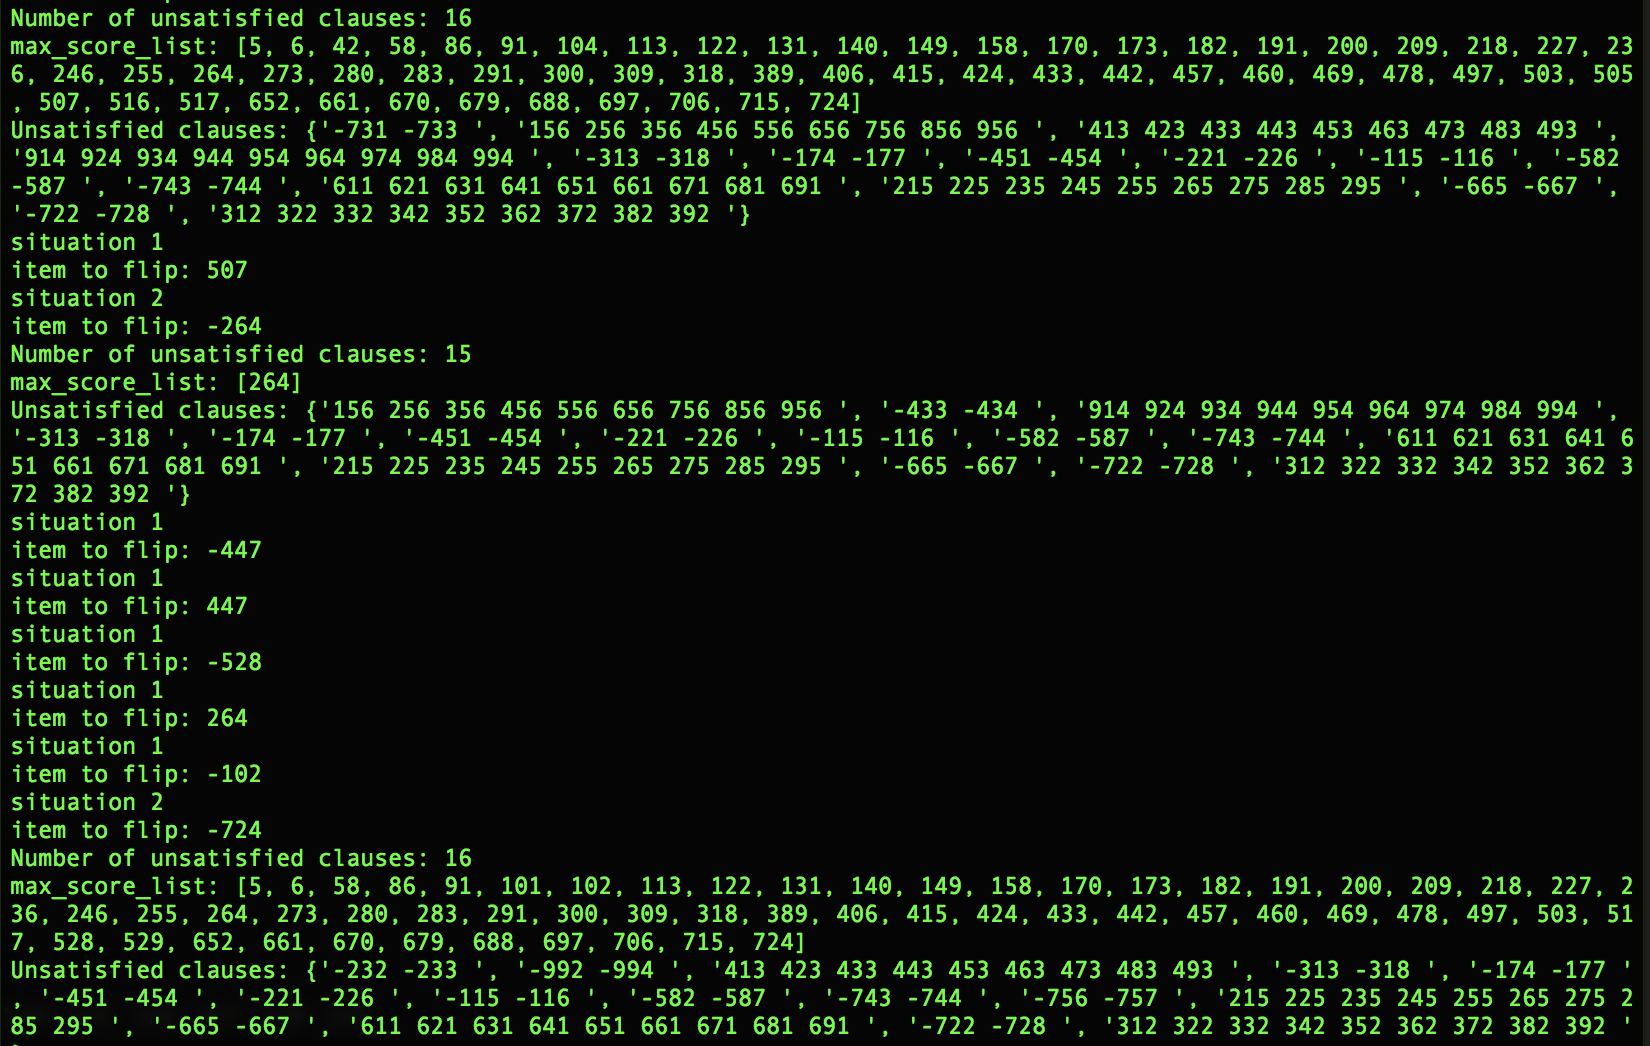 Number of unsatisfied clauses: 16
max_score_list: [5, 6, 42, 58, 86, 91, 104, 113, 122, 131, 140, 149, 158, 170, 173, 182, 191, 200, 209, 218, 227, 23
6, 246, 255, 264, 273, 280, 283, 291, 300, 309, 318, 389, 406, 415, 424, 433, 442, 457, 460, 469, 478, 497, 503, 505
, 507, 516, 517, 652, 661, 670, 679, 688, 697, 706, 715, 724]
Unsatisfied clauses: {'-731 -733 ', '156 256 356 456 556 656 756 856 956 ', '413 423 433 443 453 463 473 483 493 ',
'914 924 934 944 954 964 974 984 994 ', '-313 -318 ', '-174 -177 ', '-451 -454 ', '-221 -226 ', '-115 -116 ', '-582
-587 ', '-743 -744 ', '611 621 631 641 651 661 671 681 691 ', '215 225 235 245 255 265 275 285 295 ', '-665 -667 ',
'-722 -728 ', '312 322 332 342 352 362 372 382 392 '}
situation 1
item to flip: 507
situation 2
item to flip: -264
Number of unsatisfied clauses: 15
max_score_list: [264]
Unsatisfied clauses: {'156 256 356 456 556 656 756 856 956 ', '-433 -434 ', '914 924 934 944 954 964 974 984 994 ',
'-313 -318 ', '-174 -177 ', '-451 -454 ', '-221 -226 ', '-115 -116 ', '-582 -587 ', '-743 -744 ', '611 621 631 641 6
51 661 671 681 691 ', '215 225 235 245 255 265 275 285 295 ', '-665 -667 ', '-722 -728 ', '312 322 332 342 352 362 3
72 382 392 '}
situation 1
item to flip: -447
situation 1
item to flip: 447
situation 1
item to flip: -528
situation 1
item to flip: 264
situation 1
item to flip: -102
situation 2
item to flip: -724
Number of unsatisfied clauses: 16
max_score_list: [5, 6, 58, 86, 91, 101, 102, 113, 122, 131, 140, 149, 158, 170, 173, 182, 191, 200, 209, 218, 227, 2
36, 246, 255, 264, 273, 280, 283, 291, 300, 309, 318, 389, 406, 415, 424, 433, 442, 457, 460, 469, 478, 497, 503, 51
7, 528, 529, 652, 661, 670, 679, 688, 697, 706, 715, 724]
Unsatisfied clauses: {'-232 -233 ', '-992 -994 ', '413 423 433 443 453 463 473 483 493 ', '-313 -318 ', '-174 -177 '
, '-451 -454 ', '-221 -226 ', '-115 -116 ', '-582 -587 ', '-743 -744 ', '-756 -757 ', '215 225 235 245 255 265 275 2
85 295 ', '-665 -667 ', '611 621 631 641 651 661 671 681 691 ', '-722 -728 ', '312 322 332 342 352 362 372 382 392 '